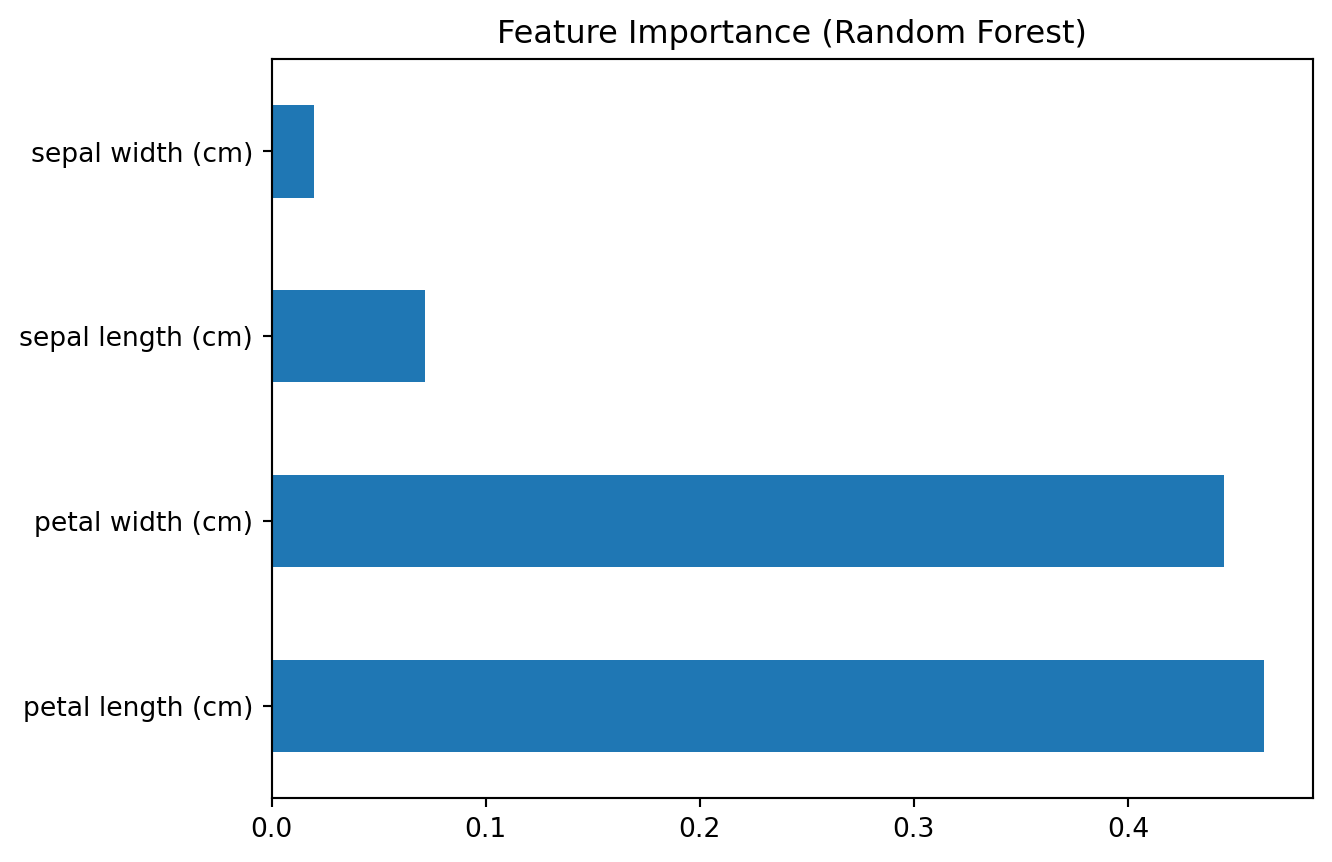 Feature Importance (Random Forest)
sepal width (cm)
sepal length (cm)
petal width (cm)
petal length (cm)
0.0 0.1 0.2 0.3 0.4